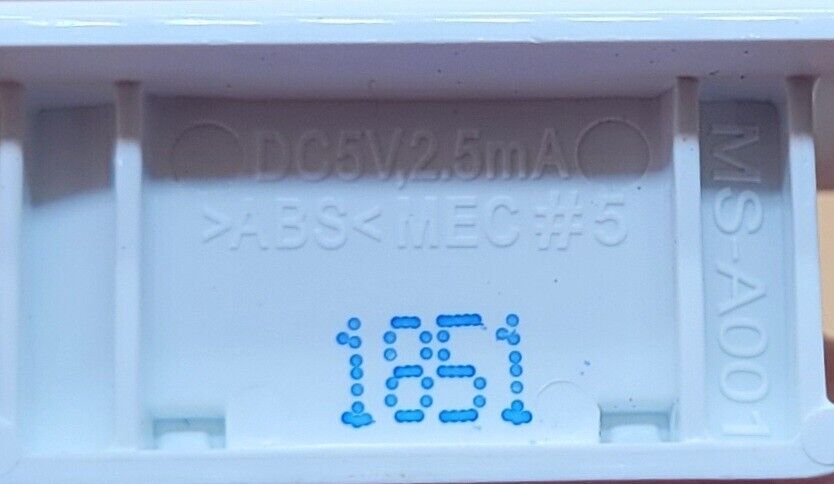 DC5V,2.5mA
>ABS< MEC #5
1851
MS-A001